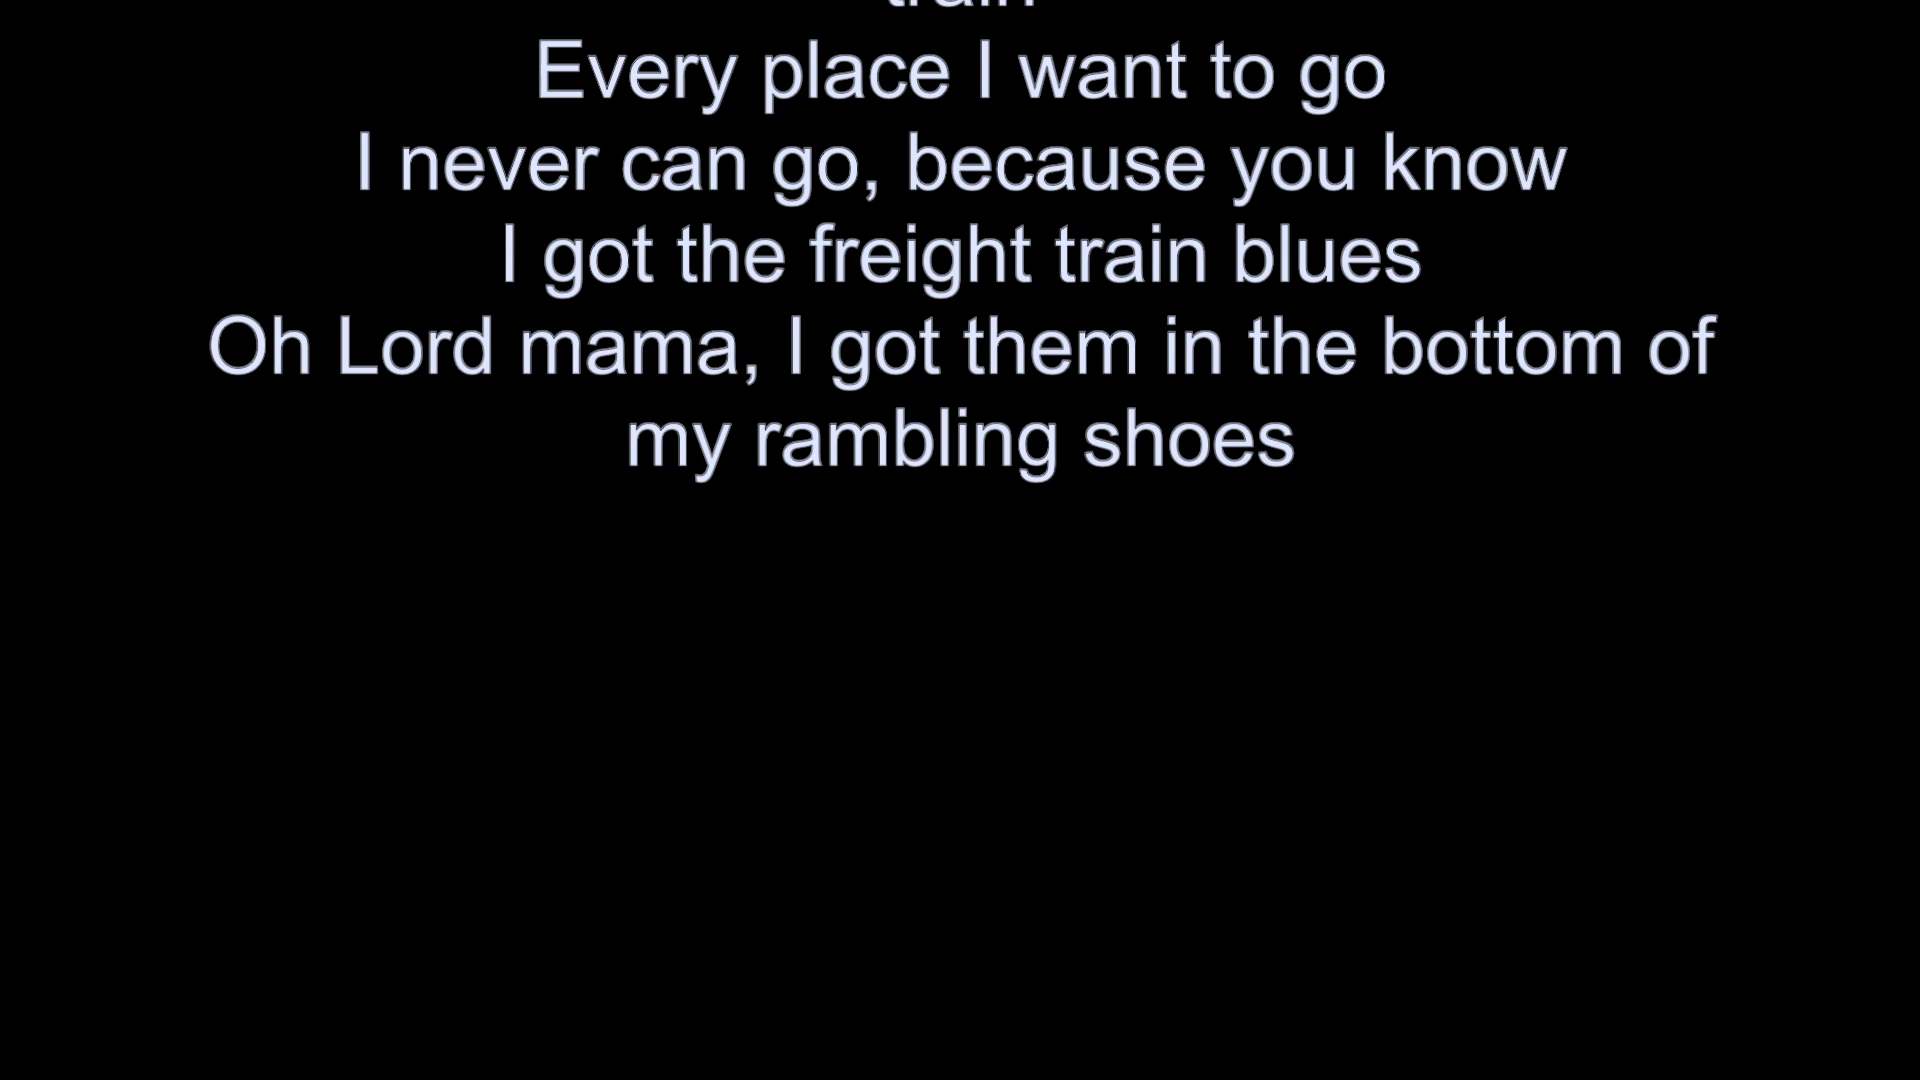 train
Every place I want to go
I never can go, because you know
I got the freight train blues
Oh Lord mama, I got them in the bottom of
my rambling shoes